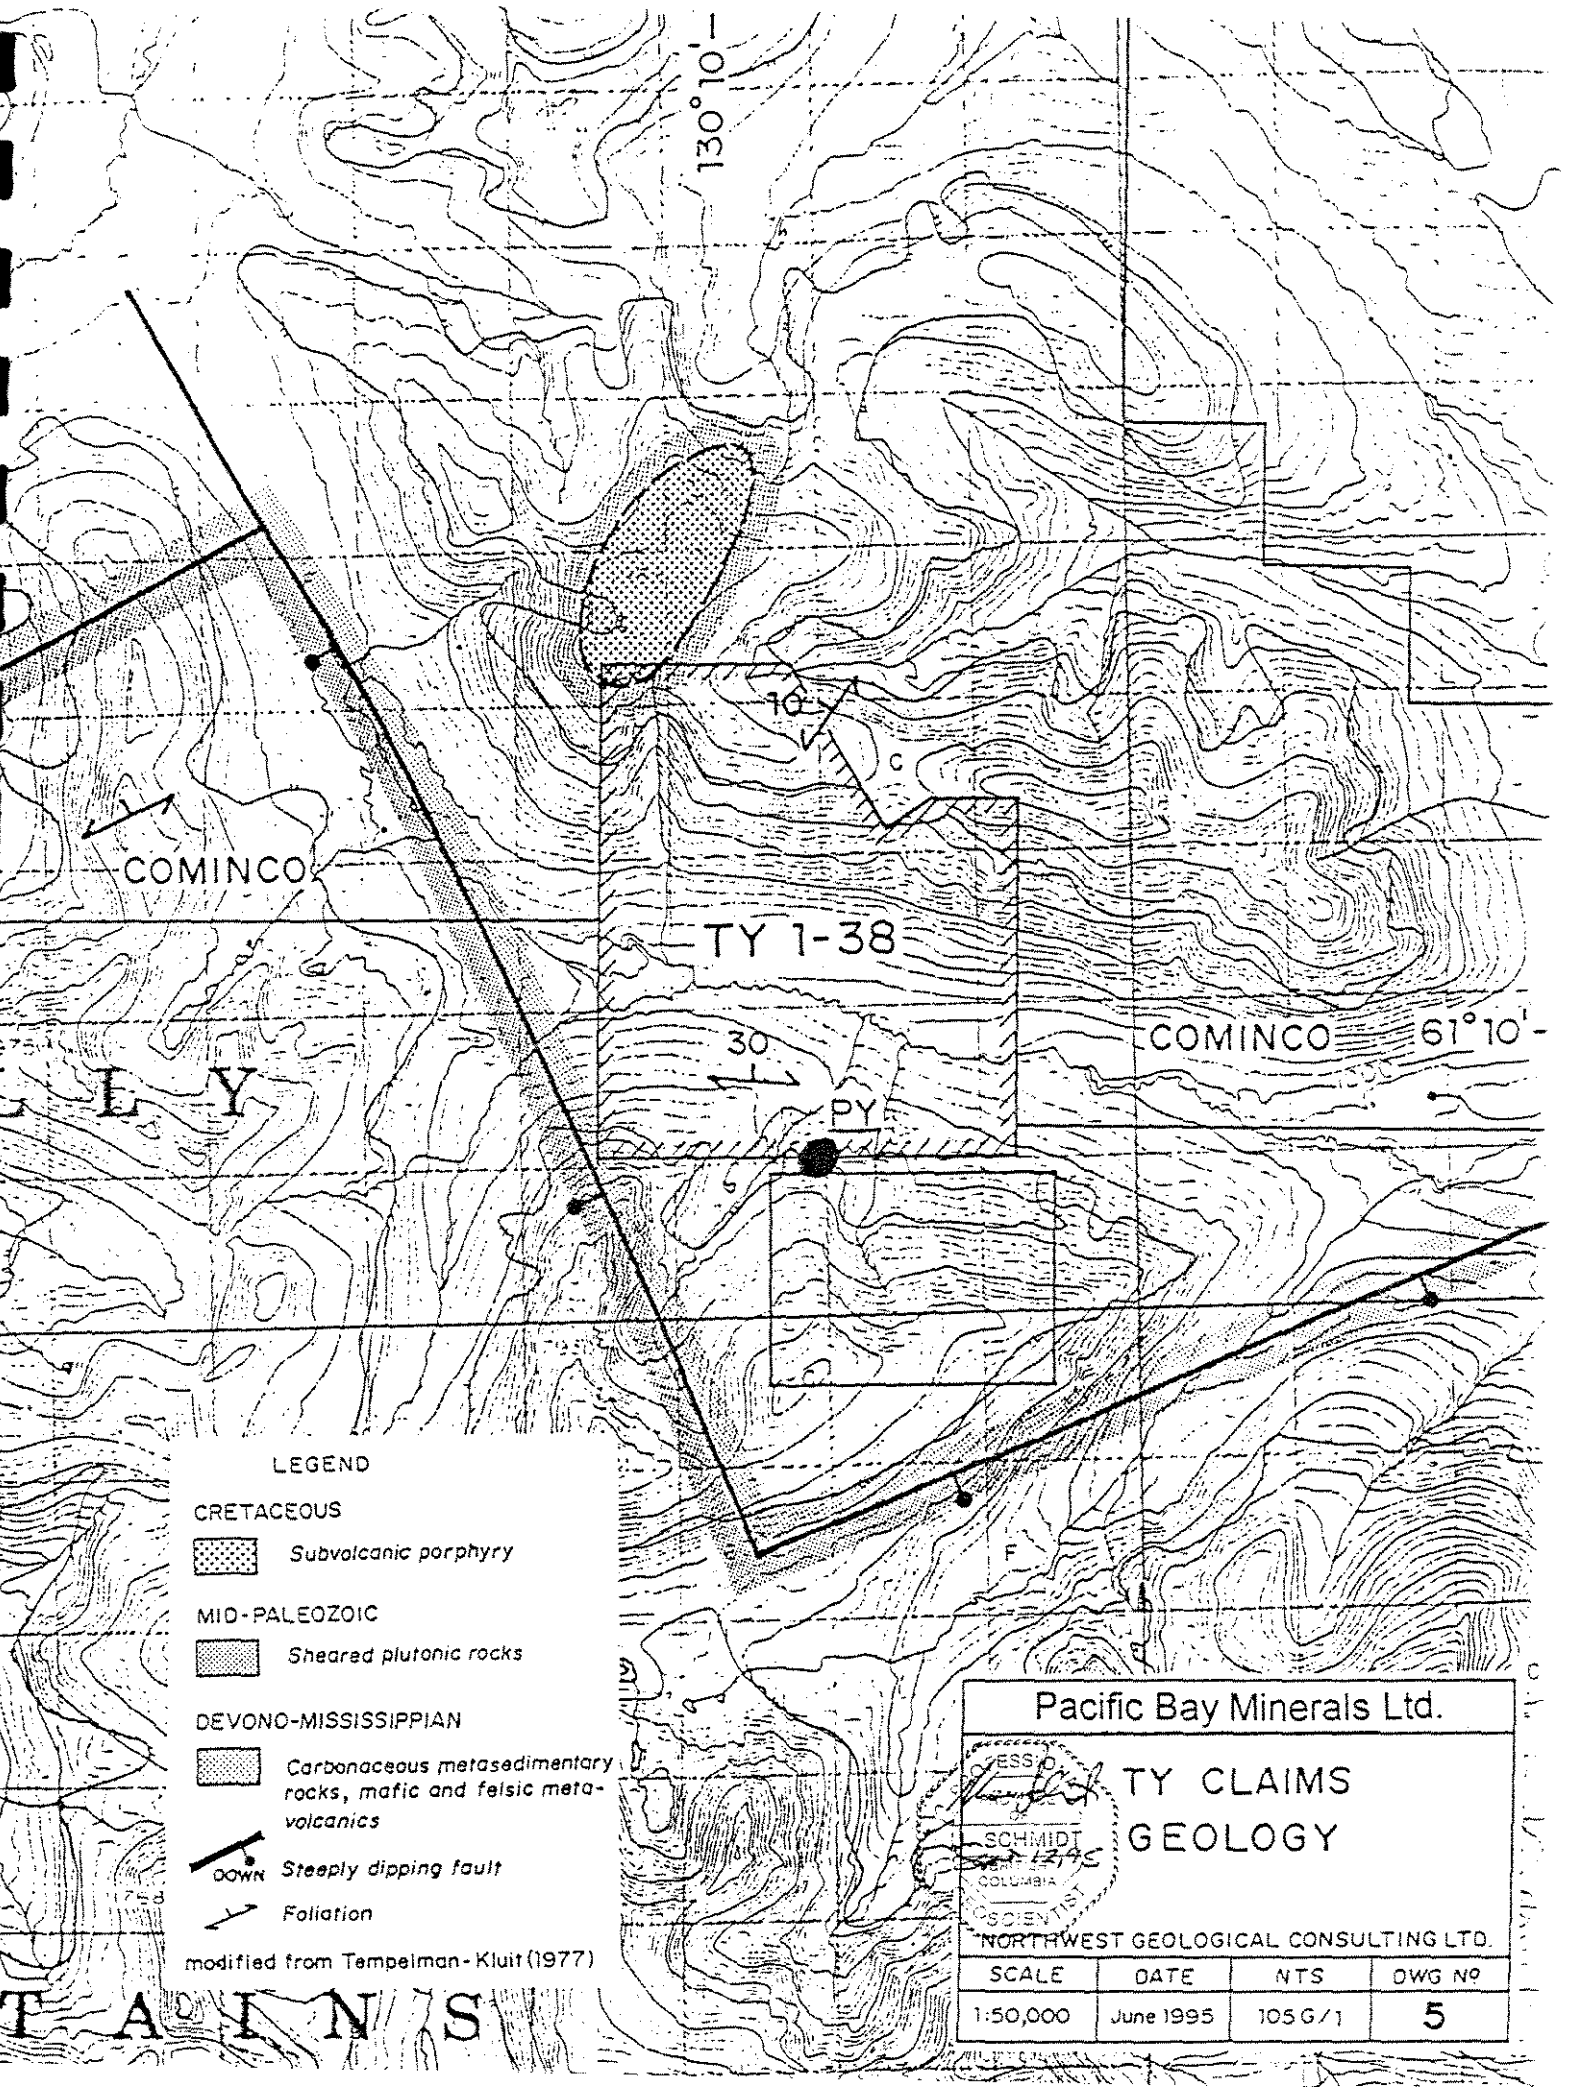 130°10'
10
C
COMINCO
TY 1-38
30
COMINCO
61°10'
L Y
PY
F
LEGEND
CRETACEOUS
Subvolcanic porphyry
MID-PALEOZOIC
Sheared plutonic rocks
DEVONO-MISSISSIPPIAN
Carbonaceous metasedimentary
rocks, mafic and felsic meta-
volcanics
DOWN Steeply dipping fault
Foliation
modified from Tempelman-Kluit (1977)
T A I N S
Pacific Bay Minerals Ltd.
TY CLAIMS
GEOLOGY
ESSIO
OF
SCHMIDT
COLUMBIA
SCIENTIST
NORTHWEST GEOLOGICAL CONSULTING LTD.
SCALE DATE NTS DWG Nº
1:50,000 June 1995 105G/1 5